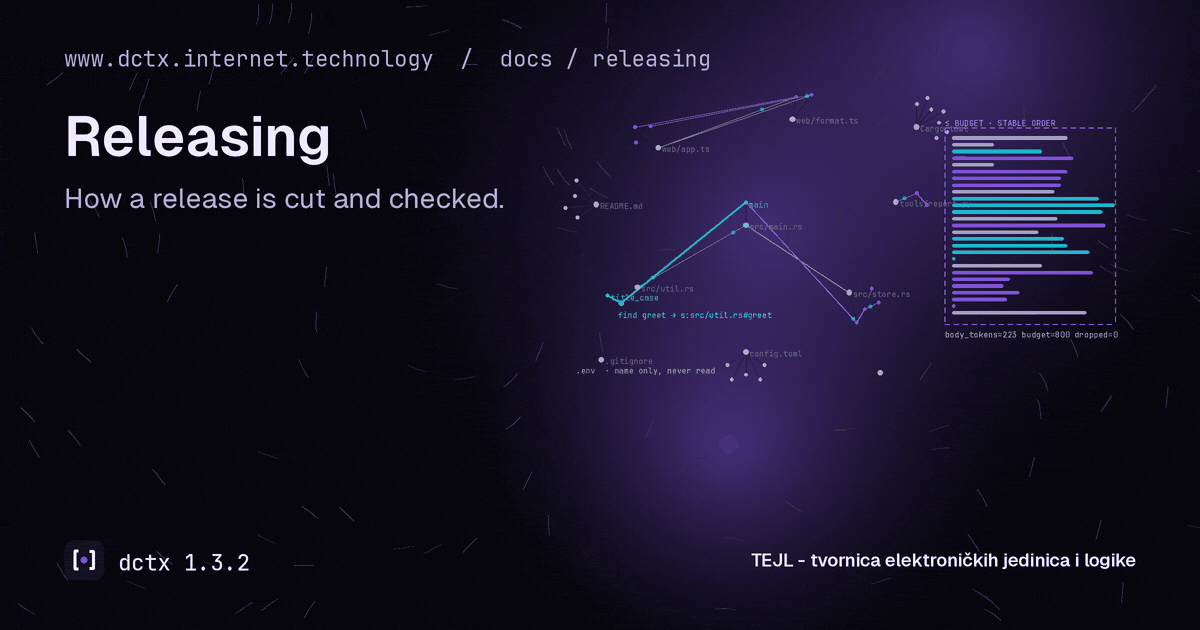 www.dctx.internet.technology / docs / releasing
Releasing
How a release is cut and checked.
web/format.ts
web/app.ts
≤ BUDGET · STABLE ORDER
README.md
main
src/main.rs
src/util.rs
title_case
src/store.rs
find greet → s:src/util.rs#greet
body_tokens=223 budget=800 dropped=0
config.toml
.gitignore
.env · name only, never read
dctx 1.3.2
TEJL - tvornica elektroničkih jedinica i logike